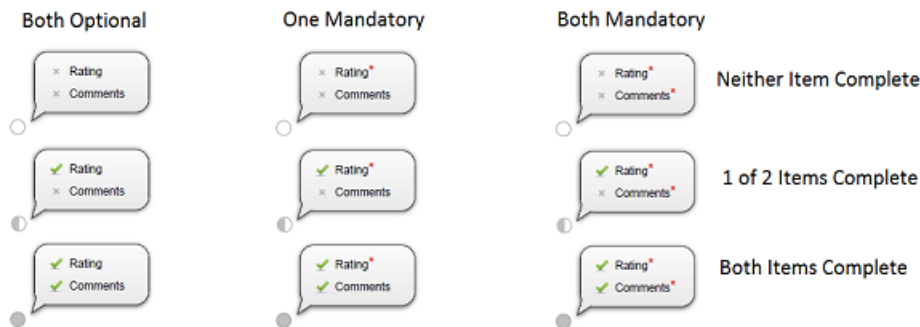 Both Optional
One Mandatory
Both Mandatory
Rating
Comments
Rating*
Comments
Rating*
Comments*
Neither Item Complete
Rating
Comments
Rating*
Comments
Rating*
Comments*
1 of 2 Items Complete
Rating
Comments
Rating*
Comments
Rating*
Comments*
Both Items Complete